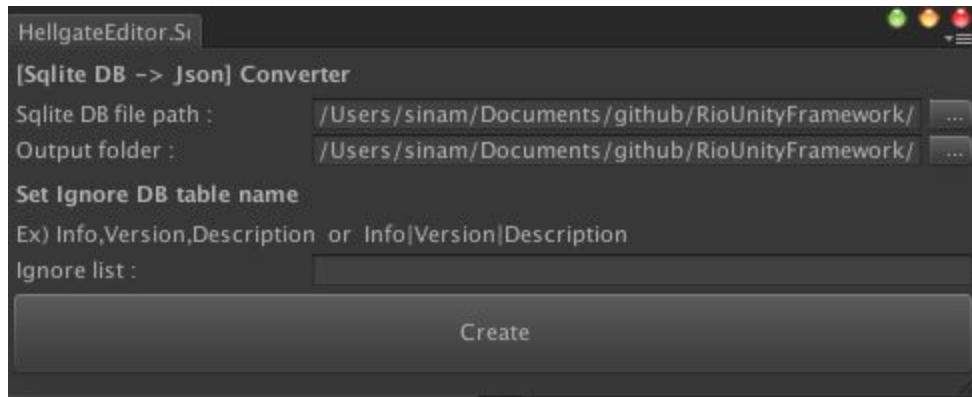 HellgateEditor.S
[Sqlite DB -> Json] Converter
Sqlite DB file path : /Users/sinam/Documents/github/RioUnityFramework/ ...
Output folder : /Users/sinam/Documents/github/RioUnityFramework/ ...
Set Ignore DB table name
Ex) Info,Version,Description or Info|Version|Description
Ignore list :
Create